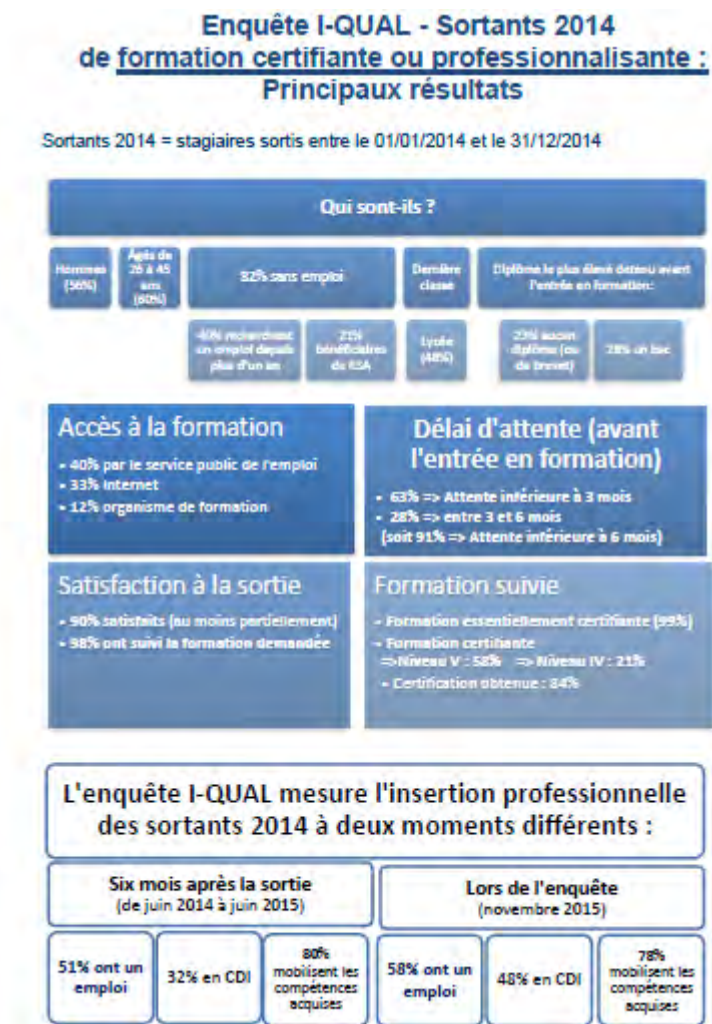 Enquête I-QUAL - Sortants 2014
de formation certifiante ou professionnalisante :
Principaux résultats
Sortants 2014 = stagiaires sortis entre le 01/01/2014 et le 31/12/2014
Qui sont-ils ?
Hommes
(56%)
Âgés de
26 à 45
ans
(60%)
82% sans emploi
Dernière
classe
Diplôme le plus élevé détenu avant
l'entrée en formation:
40% recherchent
un emploi depuis
plus d'un an
21%
bénéficiaires
du RSA
Lycée
(48%)
23% aucun
diplôme (ou
de brevet)
28% un bac
Accès à la formation
- 40% par le service public de l'emploi
- 33% Internet
- 12% organisme de formation
Délai d'attente (avant
l'entrée en formation)
- 63% => Attente inférieure à 3 mois
- 28% => entre 3 et 6 mois
(soit 91% => Attente inférieure à 6 mois)
Satisfaction à la sortie
- 90% satisfaits (au moins partiellement)
- 98% ont suivi la formation demandée
Formation suivie
- Formation essentiellement certifiante (99%)
- Formation certifiante
=>Niveau V : 58% => Niveau IV : 21%
- Certification obtenue : 84%
L'enquête I-QUAL mesure l'insertion professionnelle
des sortants 2014 à deux moments différents :
Six mois après la sortie
(de juin 2014 à juin 2015)
Lors de l'enquête
(novembre 2015)
51% ont un
emploi
32% en CDI
80%
mobilisent les
compétences
acquises
58% ont un
emploi
48% en CDI
78%
mobilisent les
compétences
acquises